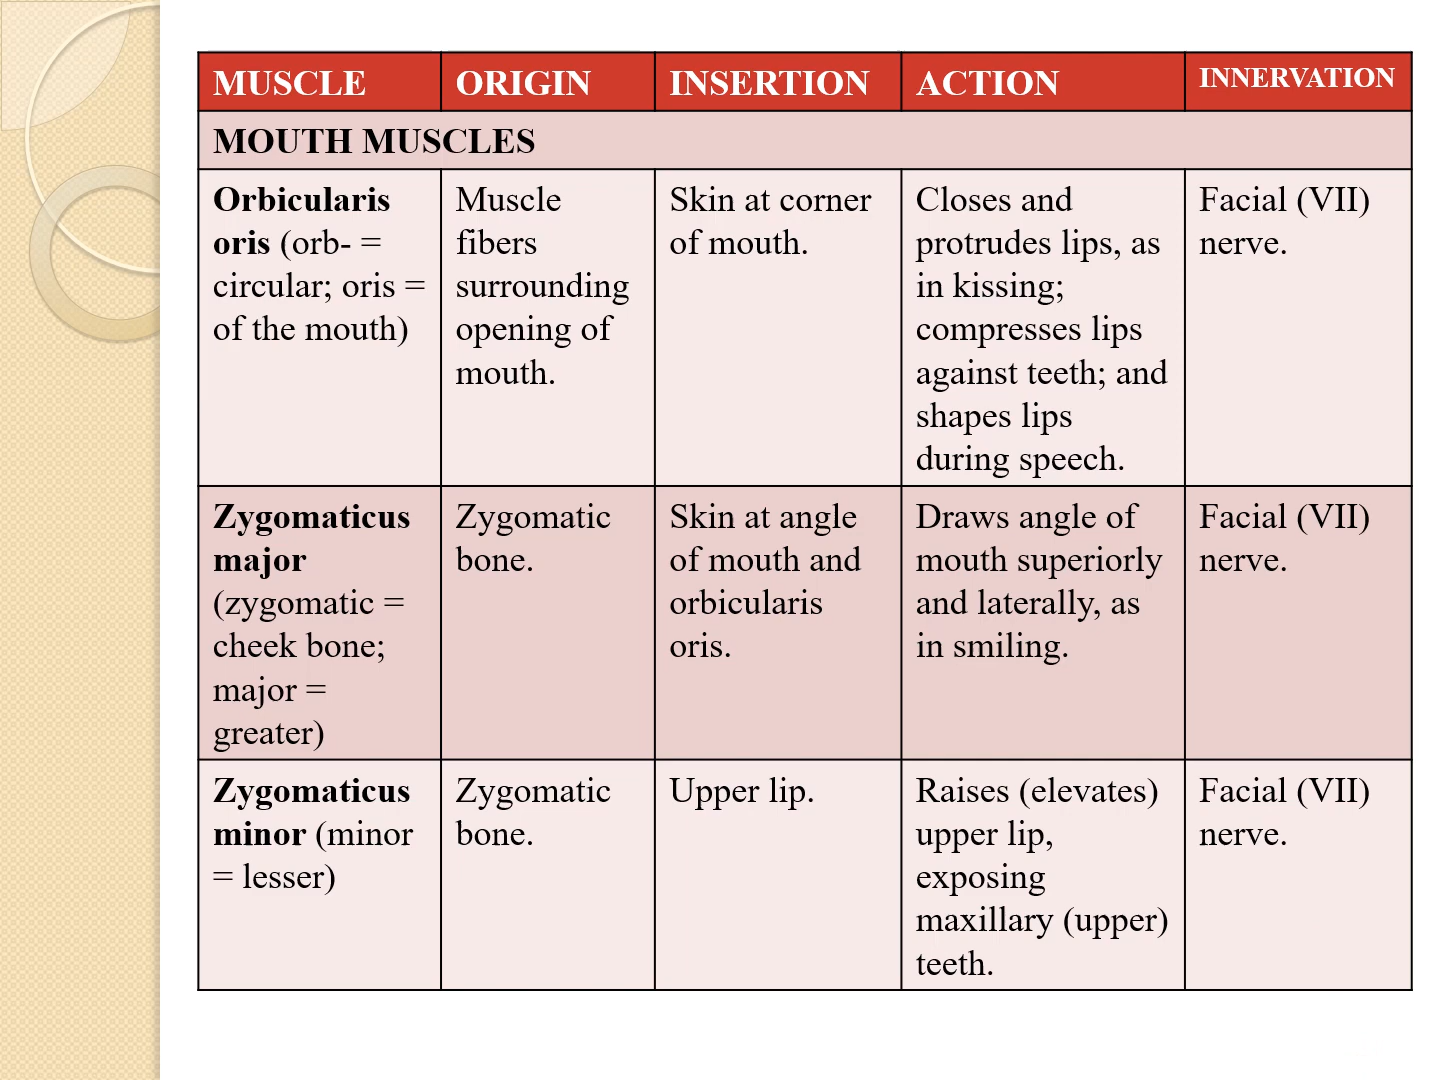 MUSCLE ORIGIN INSERTION ACTION INNERVATION
MOUTH MUSCLES
Orbicularis
oris (orb- =
circular; oris =
of the mouth)
Muscle
fibers
surrounding
opening of
mouth.
Skin at corner
of mouth.
Closes and
protrudes lips, as
in kissing;
compresses lips
against teeth; and
shapes lips
during speech.
Facial (VII)
nerve.
Zygomaticus
major
(zygomatic =
cheek bone;
major =
greater)
Zygomatic
bone.
Skin at angle
of mouth and
orbicularis
oris.
Draws angle of
mouth superiorly
and laterally, as
in smiling.
Facial (VII)
nerve.
Zygomaticus
minor (minor
= lesser)
Zygomatic
bone.
Upper lip.
Raises (elevates)
upper lip,
exposing
maxillary (upper)
teeth.
Facial (VII)
nerve.